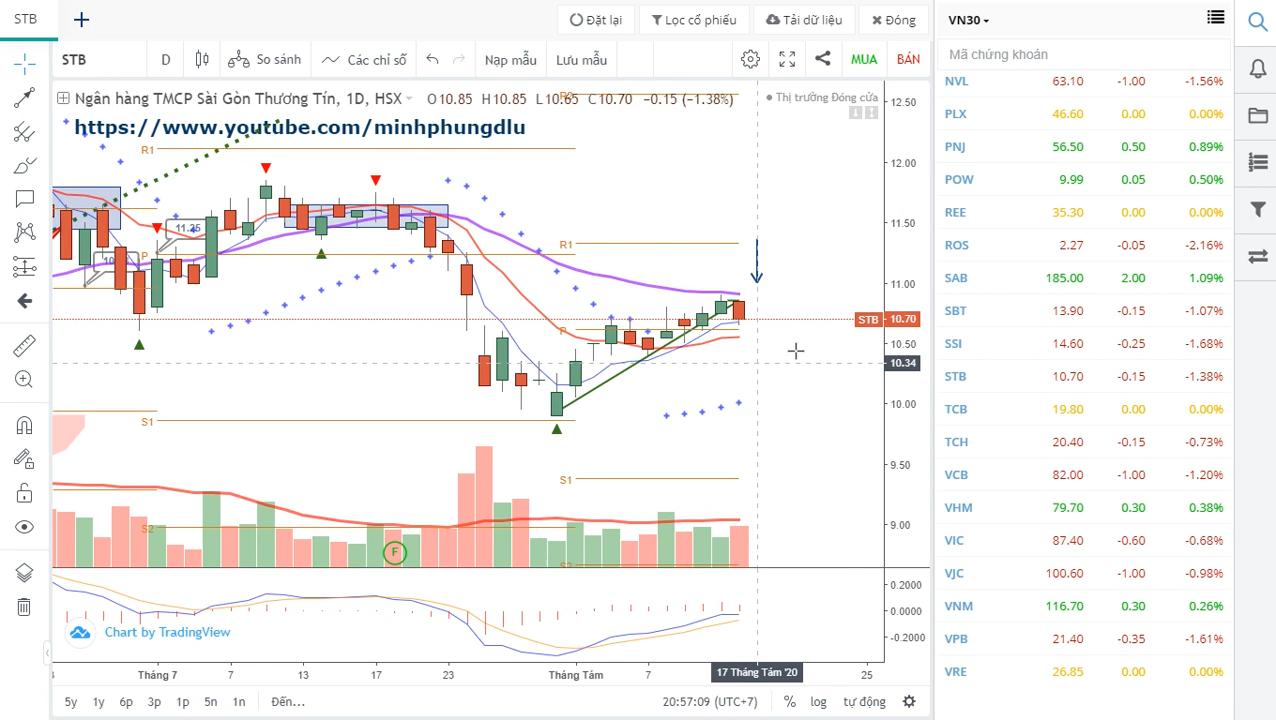 STB
Đặt lại
Lọc cổ phiếu
Tải dữ liệu
Đóng
VN30
STB
D
So sánh
Các chỉ số
Nạp mẫu
Lưu mẫu
MUA
BÁN
Mã chứng khoán
Ngân hàng TMCP Sài Gòn Thương Tín, 1D, HSX O10.85 H10.85 L10.65 C10.70 −0.15 (−1.38%)
Thị trường Đóng cửa
https://www.youtube.com/minhphungdlu
R2
R1
11.25
P
R1
P
S1
S1
S2
S2
F
12.50
12.00
11.50
11.00
STB 10.70
10.50
10.34
10.00
9.50
9.00
0.2000
0.0000
-0.2000
Chart by TradingView
Tháng 7
7
13
17
23
Tháng Tám
7
17 Tháng Tám '20
25
5y 1y 6p 3p 1p 5n 1n Đến...
20:57:09 (UTC+7)
% log tự động
NVL 63.10 -1.00 -1.56%
PLX 46.60 0.00 0.00%
PNJ 56.50 0.50 0.89%
POW 9.99 0.05 0.50%
REE 35.30 0.00 0.00%
ROS 2.27 -0.05 -2.16%
SAB 185.00 2.00 1.09%
SBT 13.90 -0.15 -1.07%
SSI 14.60 -0.25 -1.68%
STB 10.70 -0.15 -1.38%
TCB 19.80 0.00 0.00%
TCH 20.40 -0.15 -0.73%
VCB 82.00 -1.00 -1.20%
VHM 79.70 0.30 0.38%
VIC 87.40 -0.60 -0.68%
VJC 100.60 -1.00 -0.98%
VNM 116.70 0.30 0.26%
VPB 21.40 -0.35 -1.61%
VRE 26.85 0.00 0.00%